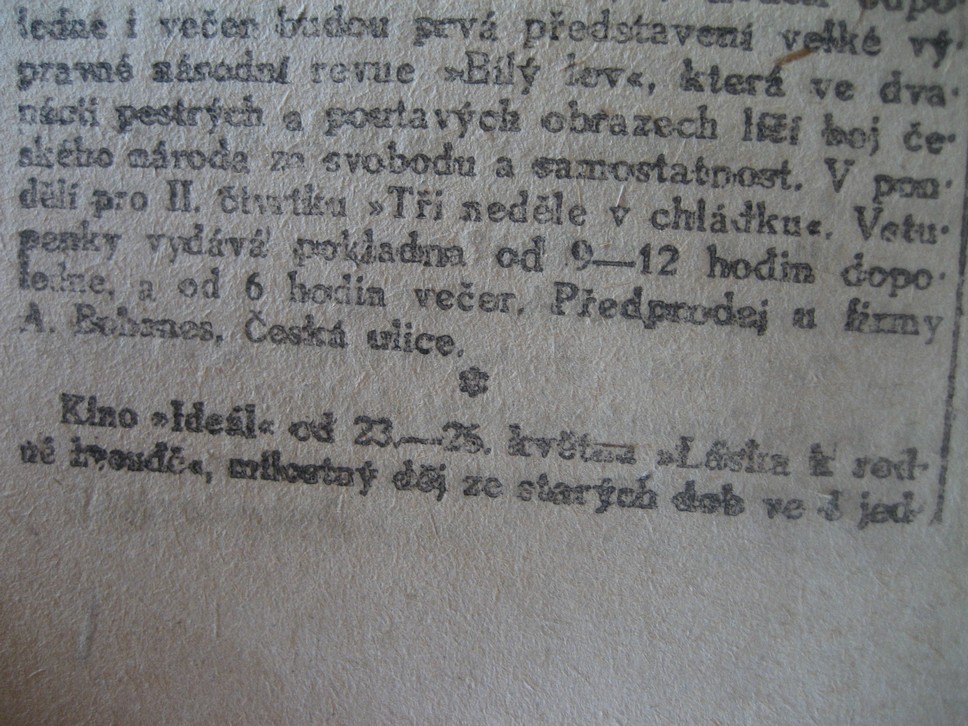 ledne i večer budou prvá představení velké vý-
pravné národní revue »Bílý lev«, která ve dva-
nácti pestrých a poutavých obrazech líčí boj če-
ského národa za svobodu a samostatnost. V pon-
dělí pro II. čtvrtku »Tři neděle v chládku«. Vstu-
penky vydává pokladna od 9—12 hodin dopo-
ledne, a od 6 hodin večer. Předprodej u firmy
A. Česká ulice.
*
Kino »Ideál« od 23.—26. května »Láska k rod-
né hroudě«, milostný děj ze starých dob ve jed-